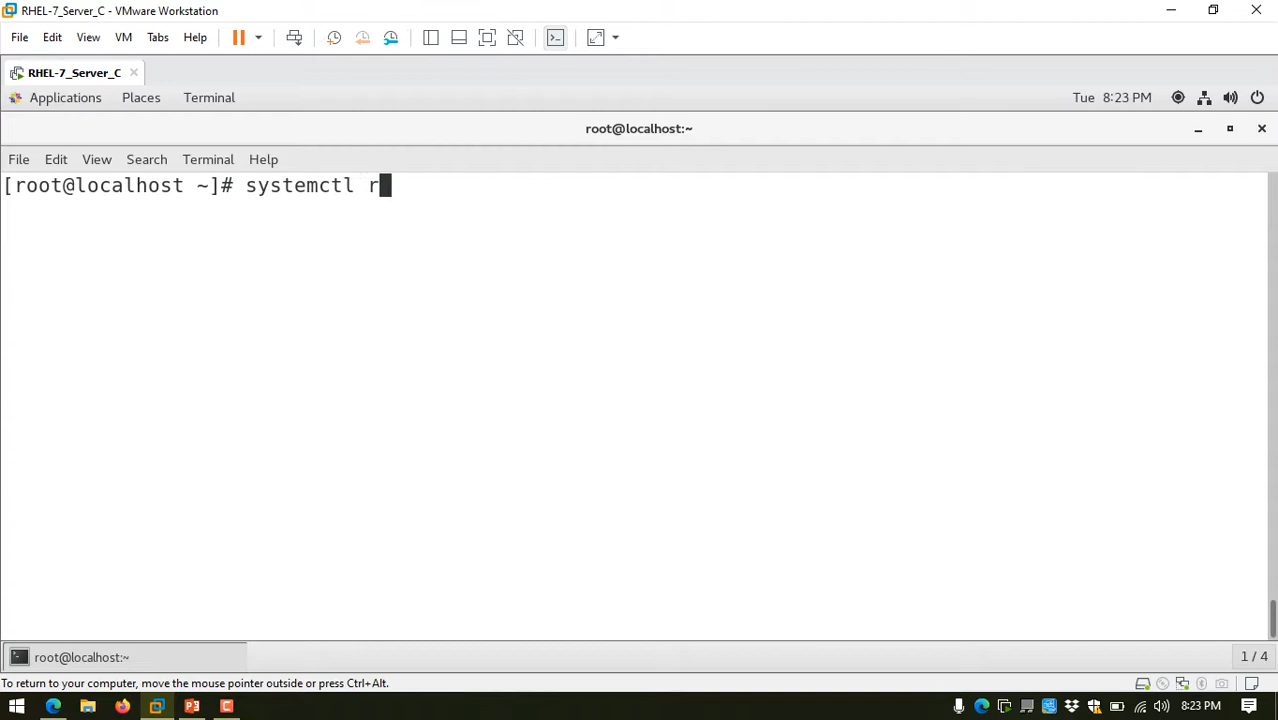 RHEL-7_Server_C - VMware Workstation
File Edit View VM Tabs Help
RHEL-7_Server_C
Applications Places Terminal Tue 8:23 PM
root@localhost:~
File Edit View Search Terminal Help
[root@localhost ~]# systemctl r
root@localhost:~ 1 / 4
To return to your computer, move the mouse pointer outside or press Ctrl+Alt.
8:23 PM